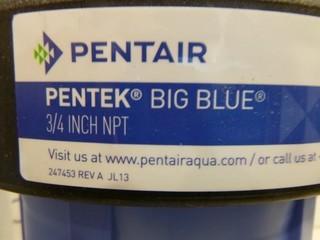 PENTAIR
PENTEK® BIG BLUE®
3/4 INCH NPT
Visit us at www.pentairaqua.com / or call us at
247453 REV A JL13